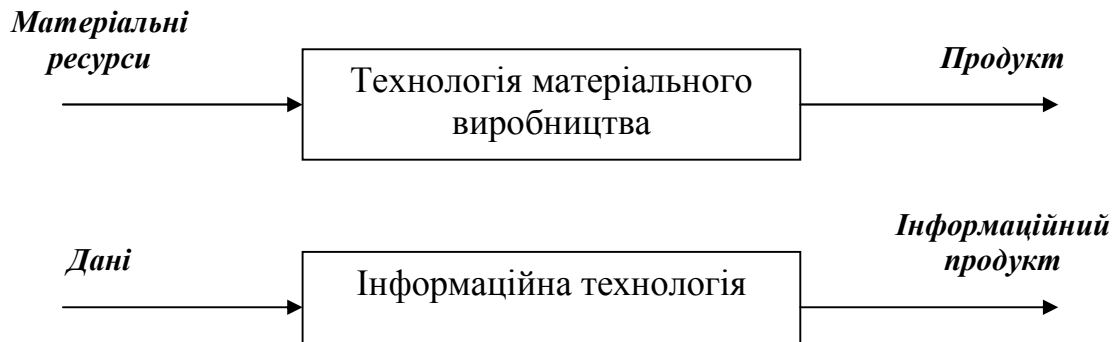 Матеріальні
ресурси
Технологія матеріального
виробництва
Продукт
Дані
Інформаційна технологія
Інформаційний
продукт